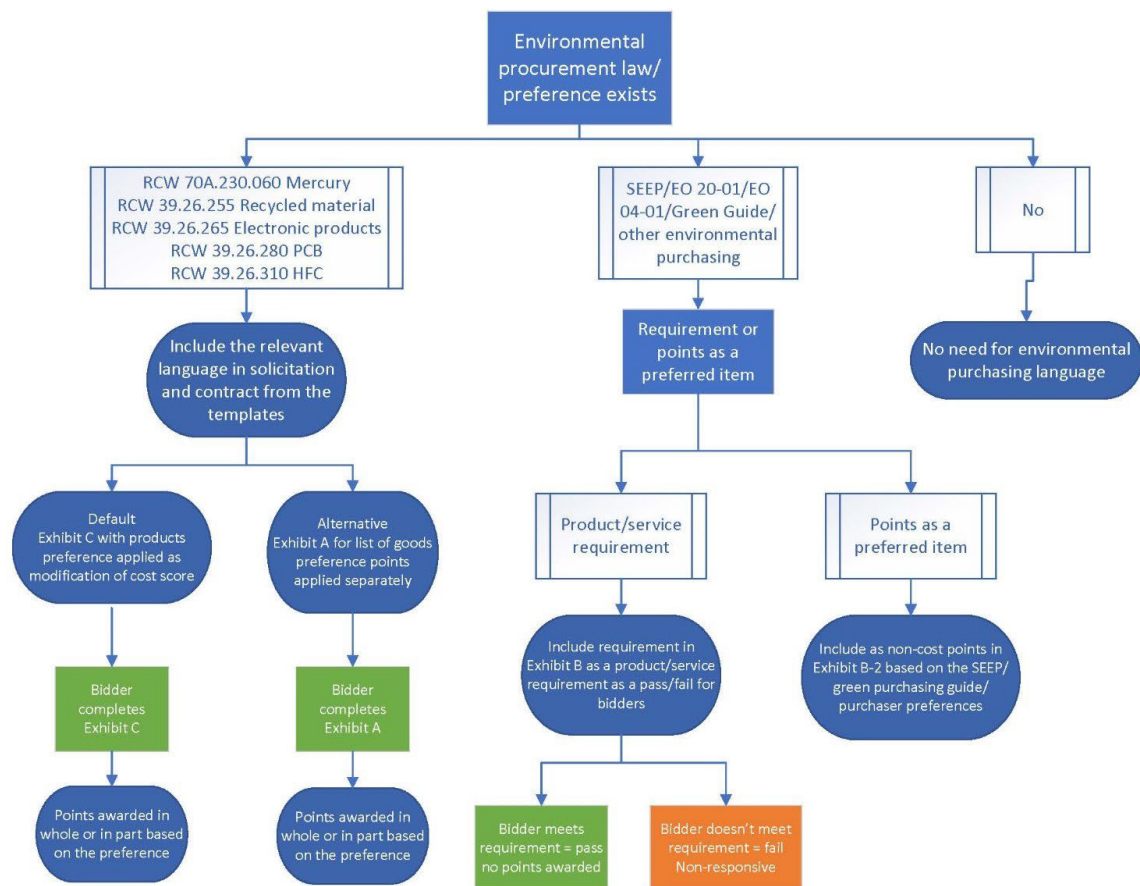 Environmental
procurement law/
preference exists
RCW 70A.230.060 Mercury
RCW 39.26.255 Recycled material
RCW 39.26.265 Electronic products
RCW 39.26.280 PCB
RCW 39.26.310 HFC
SEEP/EO 20-01/EO
04-01/Green Guide/
other environmental
purchasing
No
Include the relevant
language in solicitation
and contract from the
templates
Requirement or
points as a
preferred item
No need for environmental
purchasing language
Default
Exhibit C with products
preference applied as
modification of cost score
Alternative
Exhibit A for list of goods
preference points
applied separately
Product/service
requirement
Points as a
preferred item
Bidder
completes
Exhibit C
Bidder
completes
Exhibit A
Include requirement in
Exhibit B as a product/service
requirement as a pass/fail for
bidders
Include as non-cost points in
Exhibit B-2 based on the SEEP/
green purchasing guide/
purchaser preferences
Points awarded in
whole or in part based
on the preference
Points awarded in
whole or in part based
on the preference
Bidder meets
requirement = pass
no points awarded
Bidder doesn't meet
requirement = fail
Non-responsive